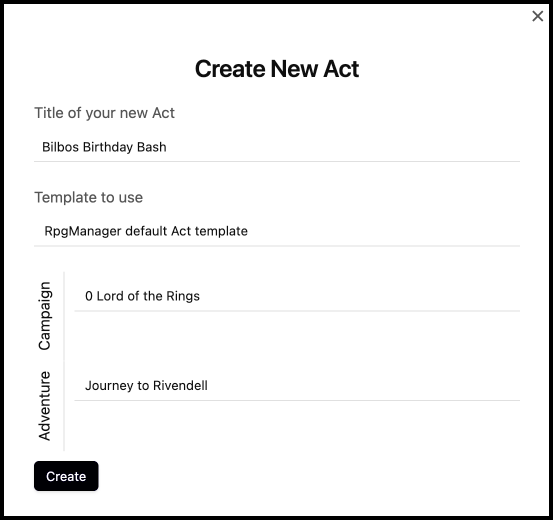 Create New Act
Title of your new Act
Bilbos Birthday Bash
Template to use
RpgManager default Act template
Campaign
0 Lord of the Rings
Adventure
Journey to Rivendell
Create